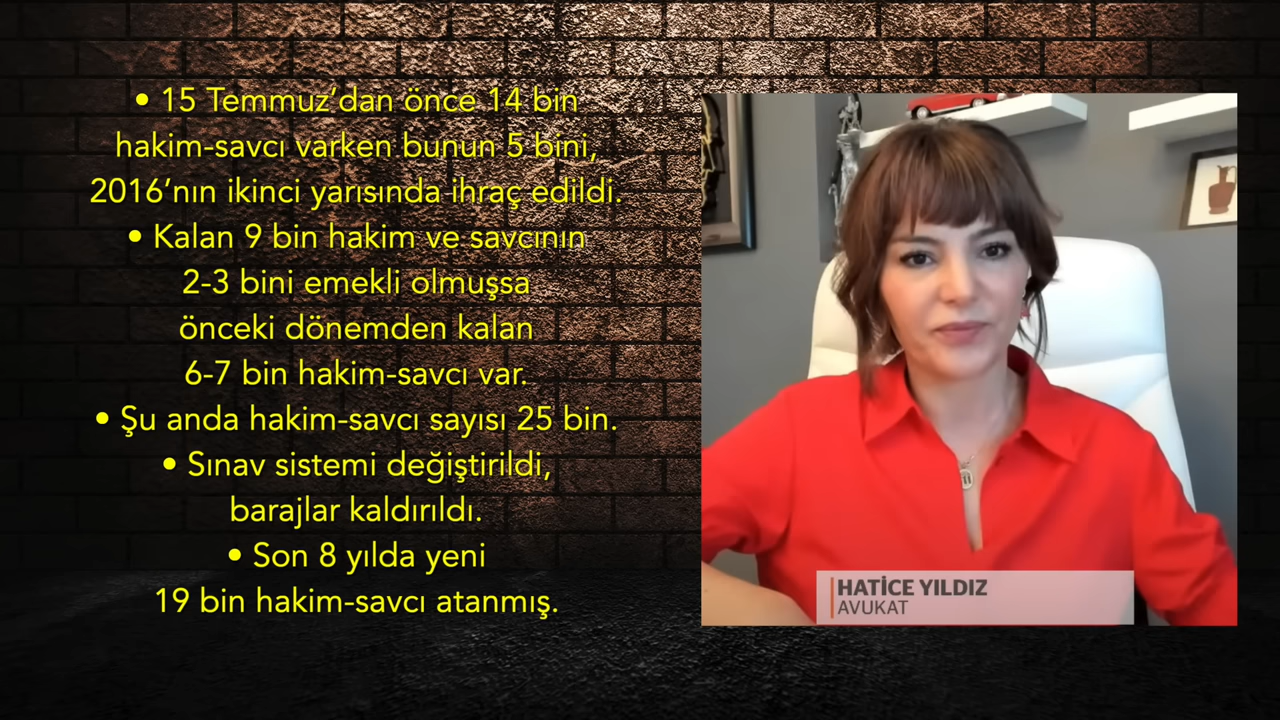 • 15 Temmuz’dan önce 14 bin
hakim-savcı varken bunun 5 bini,
2016’nın ikinci yarısında ihraç edildi.
• Kalan 9 bin hakim ve savcının
2-3 bini emekli olmuşsa
önceki dönemden kalan
6-7 bin hakim-savcı var.
• Şu anda hakim-savcı sayısı 25 bin.
• Sınav sistemi değiştirildi,
barajlar kaldırıldı.
• Son 8 yılda yeni
19 bin hakim-savcı atanmış.
HATİCE YILDIZ
AVUKAT